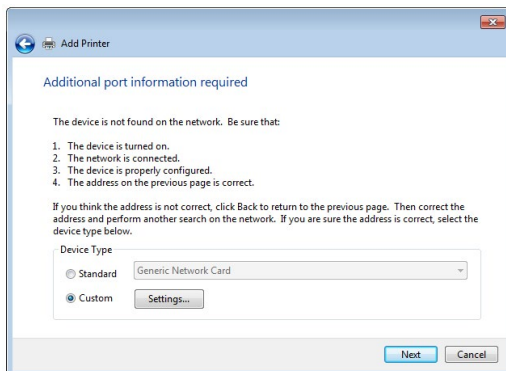 Add Printer
Additional port information required
The device is not found on the network. Be sure that:
1. The device is turned on.
2. The network is connected.
3. The device is properly configured.
4. The address on the previous page is correct.
If you think the address is not correct, click Back to return to the previous page. Then correct the
address and perform another search on the network. If you are sure the address is correct, select the
device type below.
Device Type
Standard
Generic Network Card
Custom
Settings...
Next
Cancel